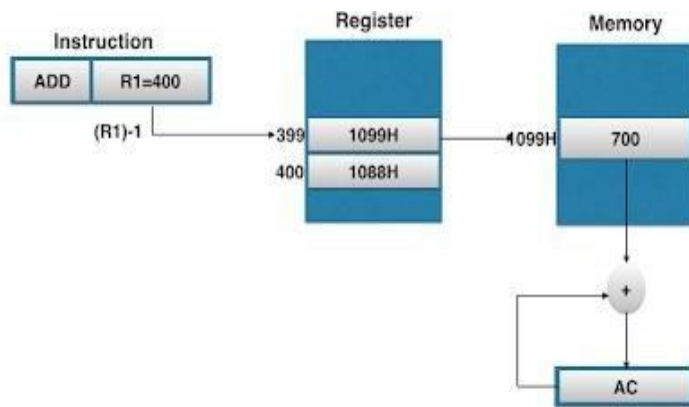 Register
Memory
Instruction
ADD
R1=400
(R1)-1
399
1099H
1099H
700
400
1088H
+
AC